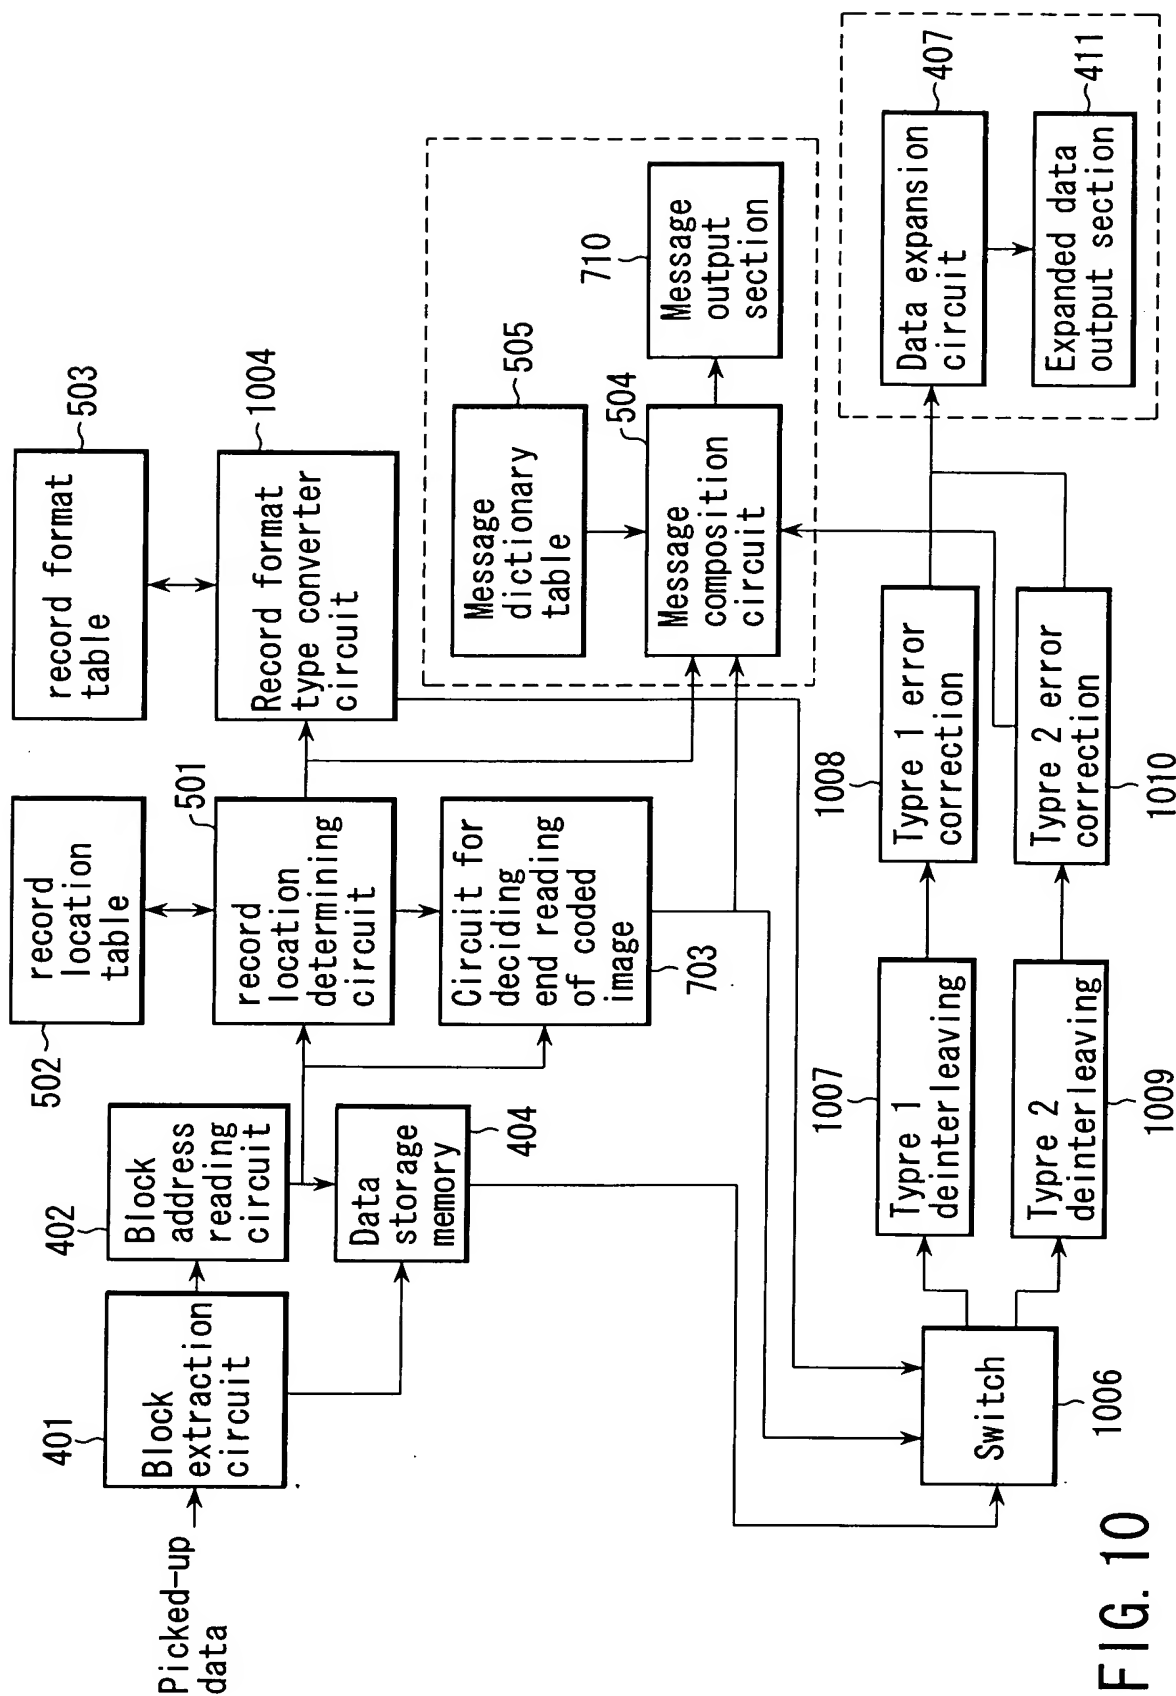 Picked-up
data
401
Block
extraction
circuit
402
Block
address
reading
circuit
Data
storage
memory
404
502
record
location
table
501
record
location
determining
circuit
Circuit for
deciding
end reading
of coded
image
703
record format
table
503
Record format
type converter
circuit
1004
Message
dictionary
table
505
Message
composition
circuit
504
710
Message
output
section
Switch
1006
1007
Typre 1
deinterleaving
Typre 2
deinterleaving
1009
1008
Typre 1 error
correction
Typre 2 error
correction
1010
Data expansion
circuit
407
Expanded data
output section
411
FIG. 10